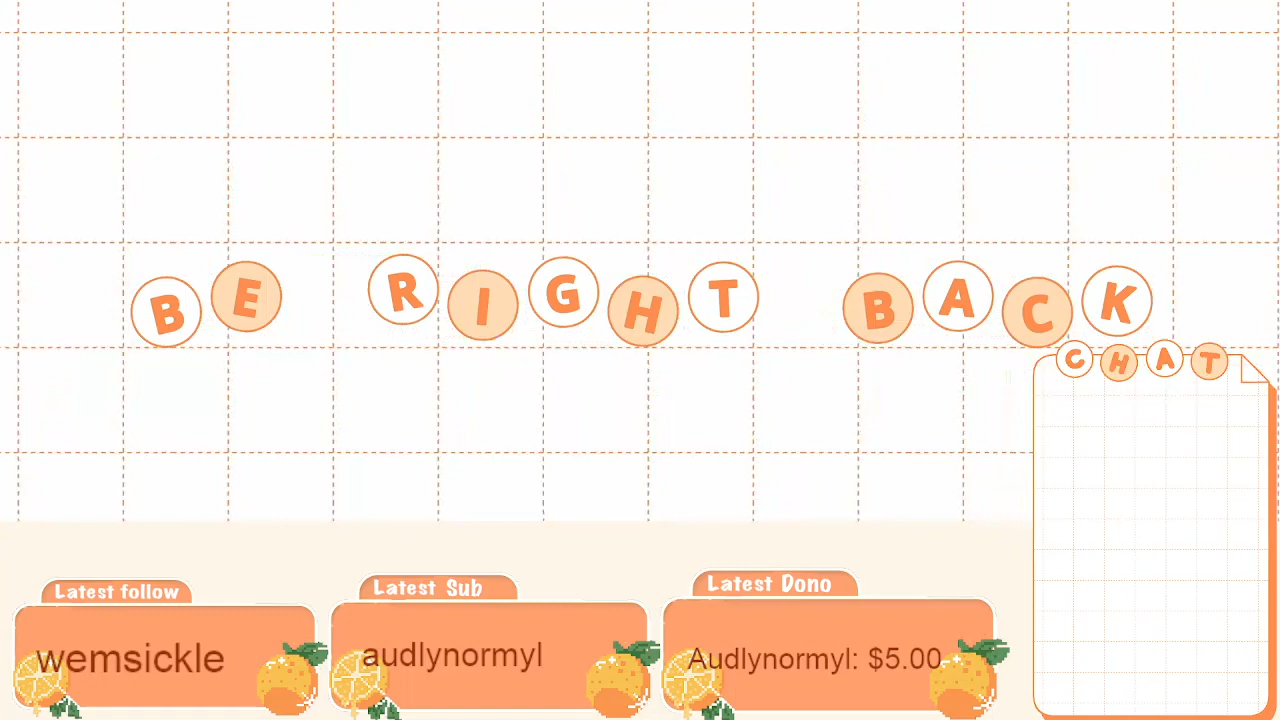 BE RIGHT BACK
CHAT
Latest follow
wemsickle
Latest Sub
audlynormyl
Latest Dono
Audlynormyl: $5.00